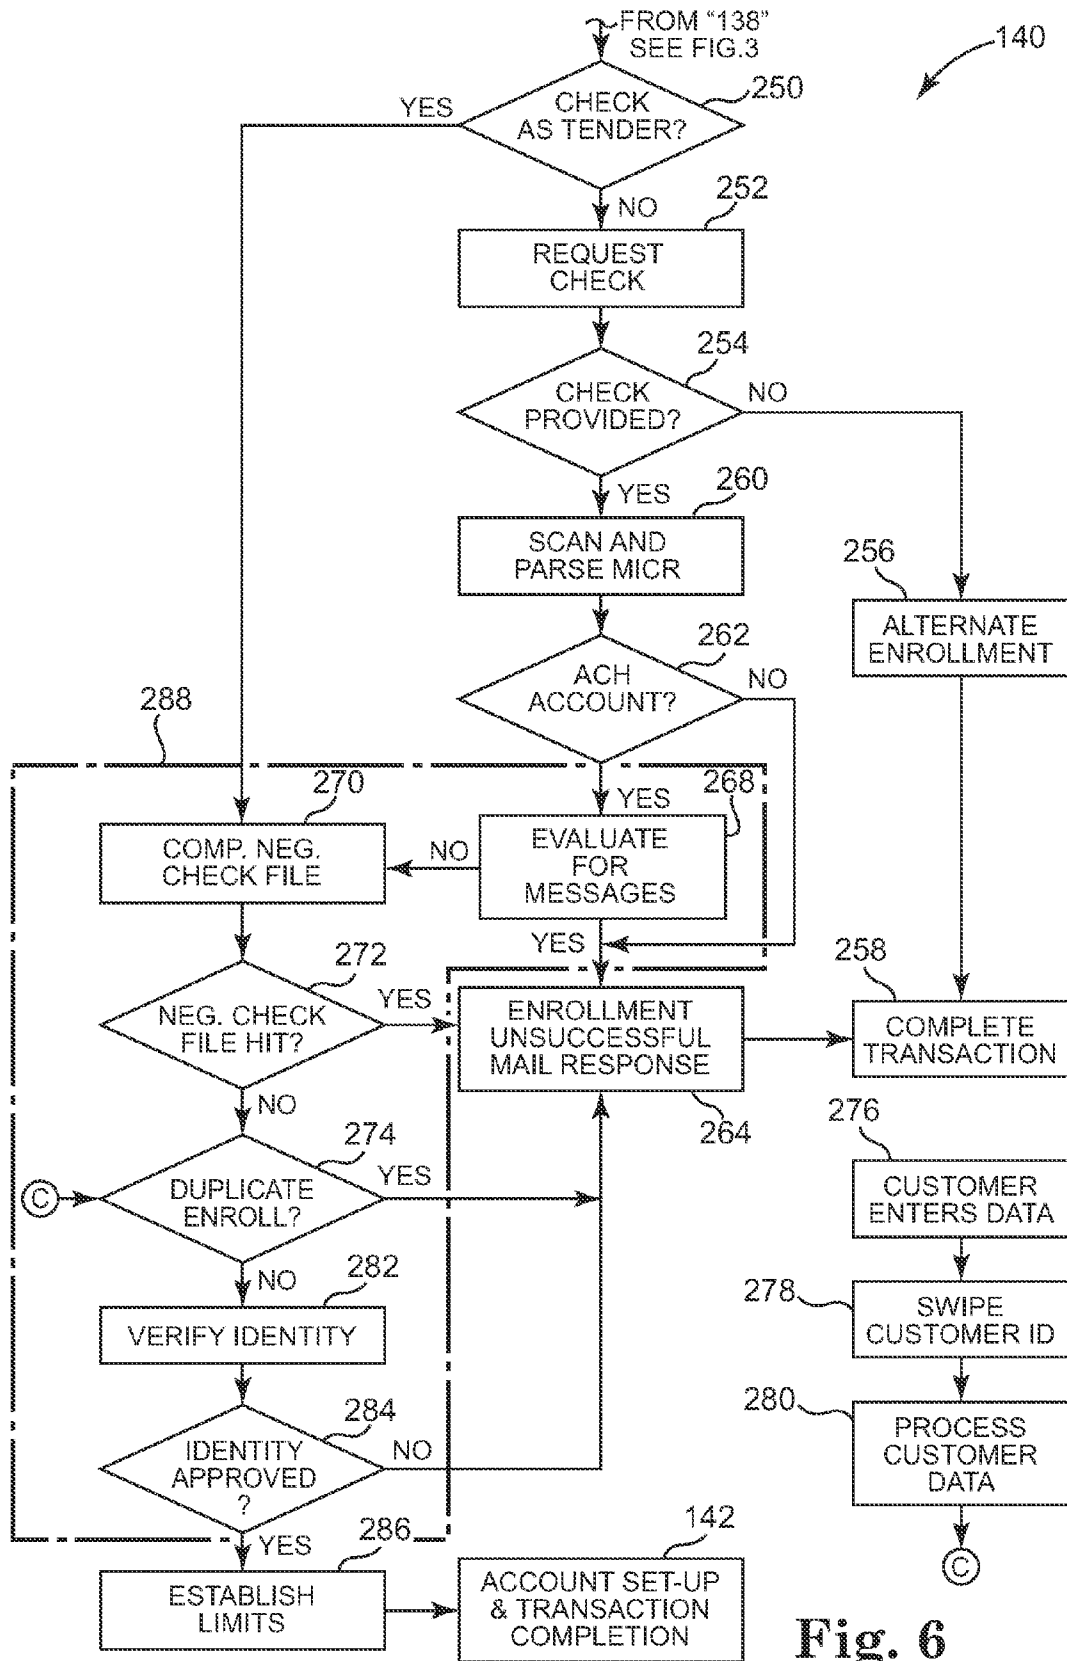 FROM "138"
SEE FIG.3
140
CHECK
AS TENDER?
250
YES
NO
252
REQUEST
CHECK
254
CHECK
PROVIDED?
NO
YES
260
SCAN AND
PARSE MICR
256
ALTERNATE
ENROLLMENT
262
ACH
ACCOUNT?
NO
288
270
YES
268
COMP. NEG.
CHECK FILE
NO
EVALUATE
FOR
MESSAGES
YES
272
NEG. CHECK
FILE HIT?
YES
ENROLLMENT
UNSUCCESSFUL
MAIL RESPONSE
264
258
COMPLETE
TRANSACTION
NO
274
C
DUPLICATE
ENROLL?
YES
276
CUSTOMER
ENTERS DATA
NO
282
VERIFY IDENTITY
278
SWIPE
CUSTOMER ID
284
IDENTITY
APPROVED
?
NO
280
PROCESS
CUSTOMER
DATA
C
YES
286
ESTABLISH
LIMITS
142
ACCOUNT SET-UP
& TRANSACTION
COMPLETION
Fig. 6